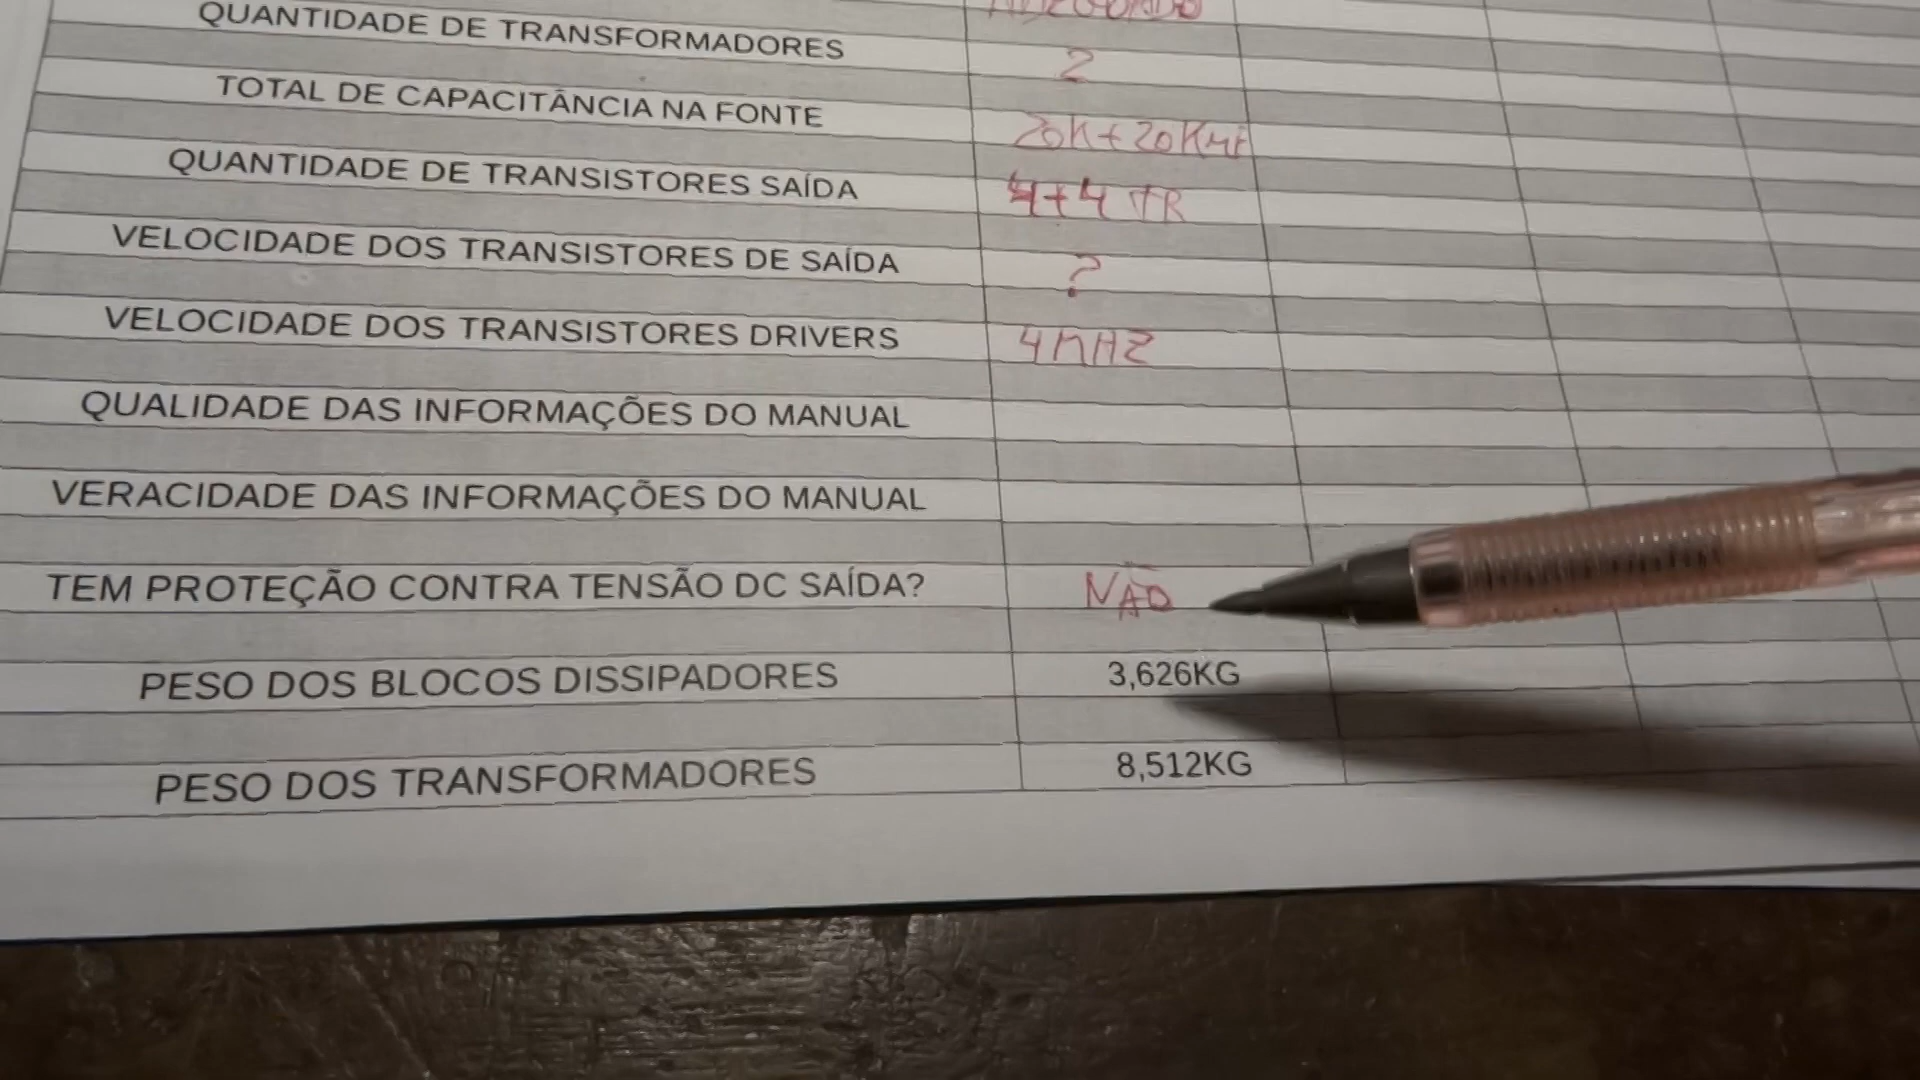 QUANTIDADE DE TRANSFORMADORES 2
TOTAL DE CAPACITÂNCIA NA FONTE 20K+20KMF
QUANTIDADE DE TRANSISTORES SAÍDA 4+4 TR
VELOCIDADE DOS TRANSISTORES DE SAÍDA ?
VELOCIDADE DOS TRANSISTORES DRIVERS 4MHZ
QUALIDADE DAS INFORMAÇÕES DO MANUAL
VERACIDADE DAS INFORMAÇÕES DO MANUAL
TEM PROTEÇÃO CONTRA TENSÃO DC SAÍDA? NÃO
PESO DOS BLOCOS DISSIPADORES 3,626KG
PESO DOS TRANSFORMADORES 8,512KG